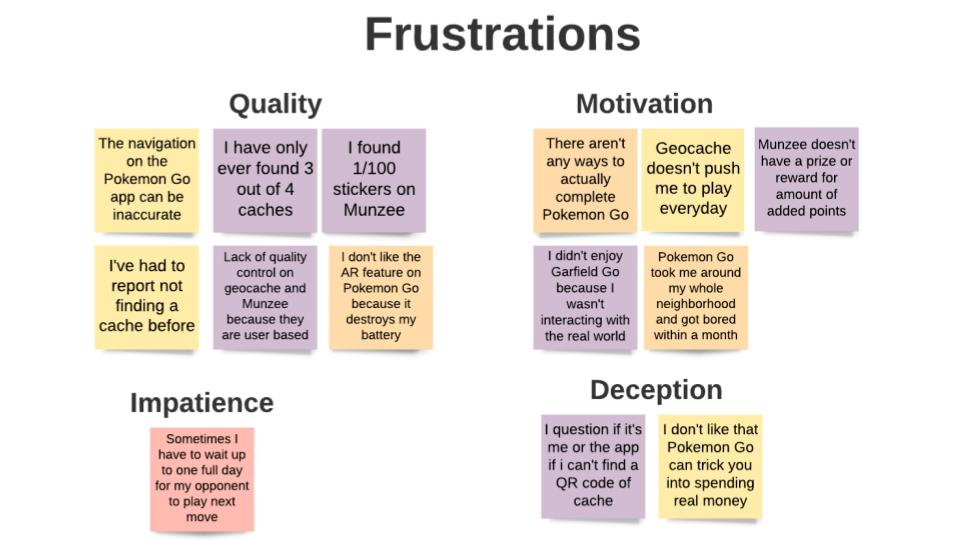 Frustrations
Quality
The navigation
on the
Pokemon Go
app can be
inaccurate
I have only
ever found 3
out of 4
caches
I found
1/100
stickers on
Munzee
I've had to
report not
finding a
cache before
Lack of quality
control on
geocache and
Munzee
because they
are user based
I don't like the
AR feature on
Pokemon Go
because it
destroys my
battery
Motivation
There aren't
any ways to
actually
complete
Pokemon Go
Geocache
doesn't push
me to play
everyday
Munzee doesn't
have a prize or
reward for
amount of
added points
I didn't enjoy
Garfield Go
because I
wasn't
interacting with
the real world
Pokemon Go
took me around
my whole
neighborhood
and got bored
within a month
Impatience
Sometimes I
have to wait up
to one full day
for my opponent
to play next
move
Deception
I question if it's
me or the app
if i can't find a
QR code of
cache
I don't like that
Pokemon Go
can trick you
into spending
real money